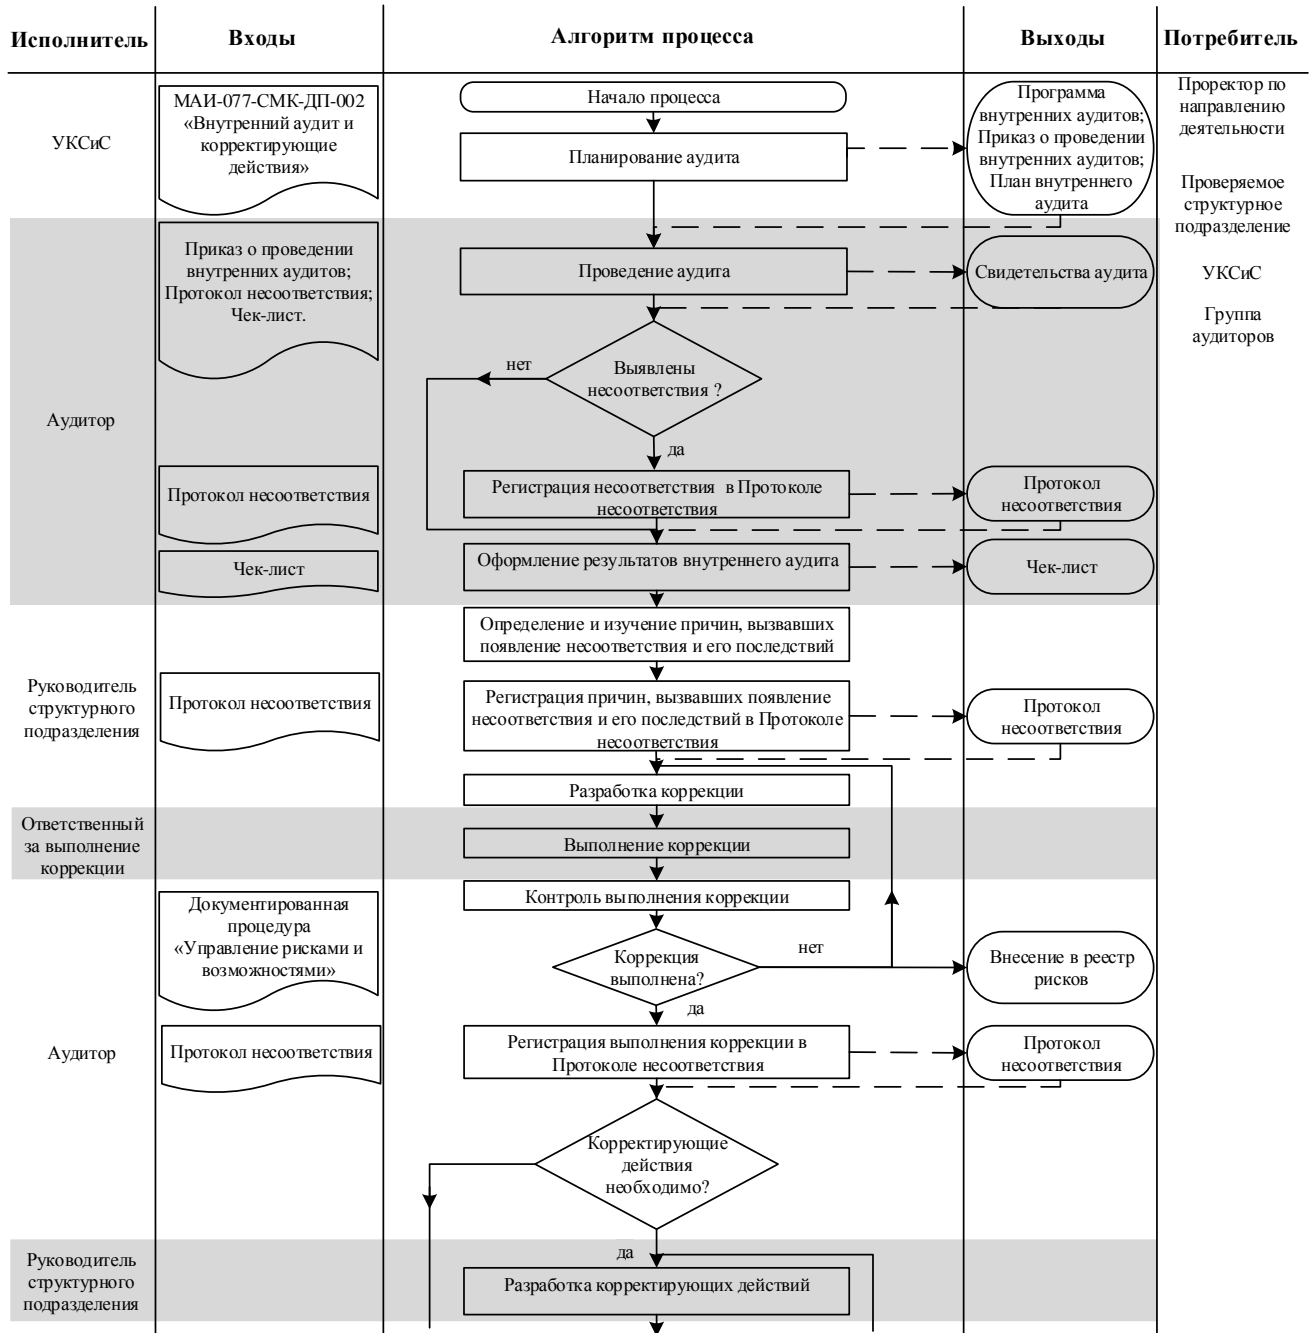 Исполнитель
Входы
Алгоритм процесса
Выходы
Потребитель
УКСиС
МАИ-077-СМК-ДП-002
«Внутренний аудит и
корректирующие
действия»
Начало процесса
Планирование аудита
Программа
внутренних аудитов;
Приказ о проведении
внутренних аудитов;
План внутреннего
аудита
Проректор по
направлению
деятельности
Проверяемое
структурное
подразделение
УКСиС
Группа
аудиторов
Аудитор
Приказ о проведении
внутренних аудитов;
Протокол несоответствия;
Чек-лист.
Проведение аудита
Свидетельства аудита
Выявлены
несоответствия ?
нет
да
Протокол несоответствия
Регистрация несоответствия в Протоколе
несоответствия
Протокол
несоответствия
Чек-лист
Оформление результатов внутреннего аудита
Чек-лист
Определение и изучение причин, вызвавших
появление несоответствия и его последствий
Руководитель
структурного
подразделения
Протокол несоответствия
Регистрация причин, вызвавших появление
несоответствия и его последствий в Протоколе
несоответствия
Протокол
несоответствия
Разработка коррекции
Ответственный
за выполнение
коррекции
Выполнение коррекции
Контроль выполнения коррекции
Документированная
процедура
«Управление рисками и
возможностями»
Коррекция
выполнена?
нет
да
Внесение в реестр
рисков
Аудитор
Протокол несоответствия
Регистрация выполнения коррекции в
Протоколе несоответствия
Протокол
несоответствия
Корректирующие
действия
необходимо?
да
Руководитель
структурного
подразделения
Разработка корректирующих действий